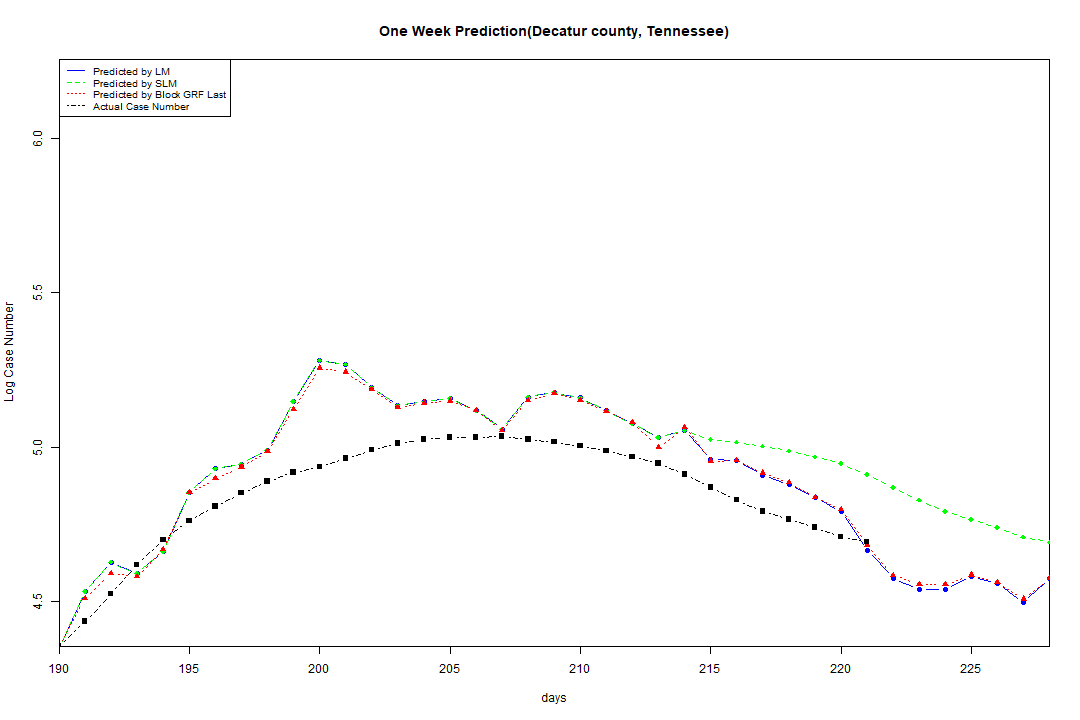 One Week Prediction(Decatur county, Tennessee)
Predicted by LM
Predicted by SLM
Predicted by Block GRF Last
Actual Case Number
6.0
5.5
5.0
4.5
Log Case Number
190 195 200 205 210 215 220 225
days